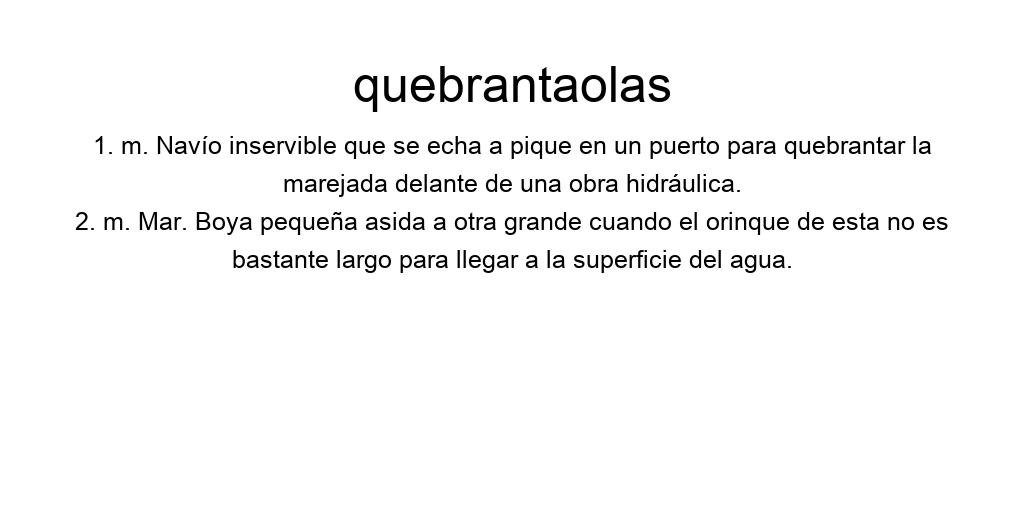 quebrantaolas
1. m. Navío inservible que se echa a pique en un puerto para quebrantar la
marejada delante de una obra hidráulica.
2. m. Mar. Boya pequeña asida a otra grande cuando el orinque de esta no es
bastante largo para llegar a la superficie del agua.